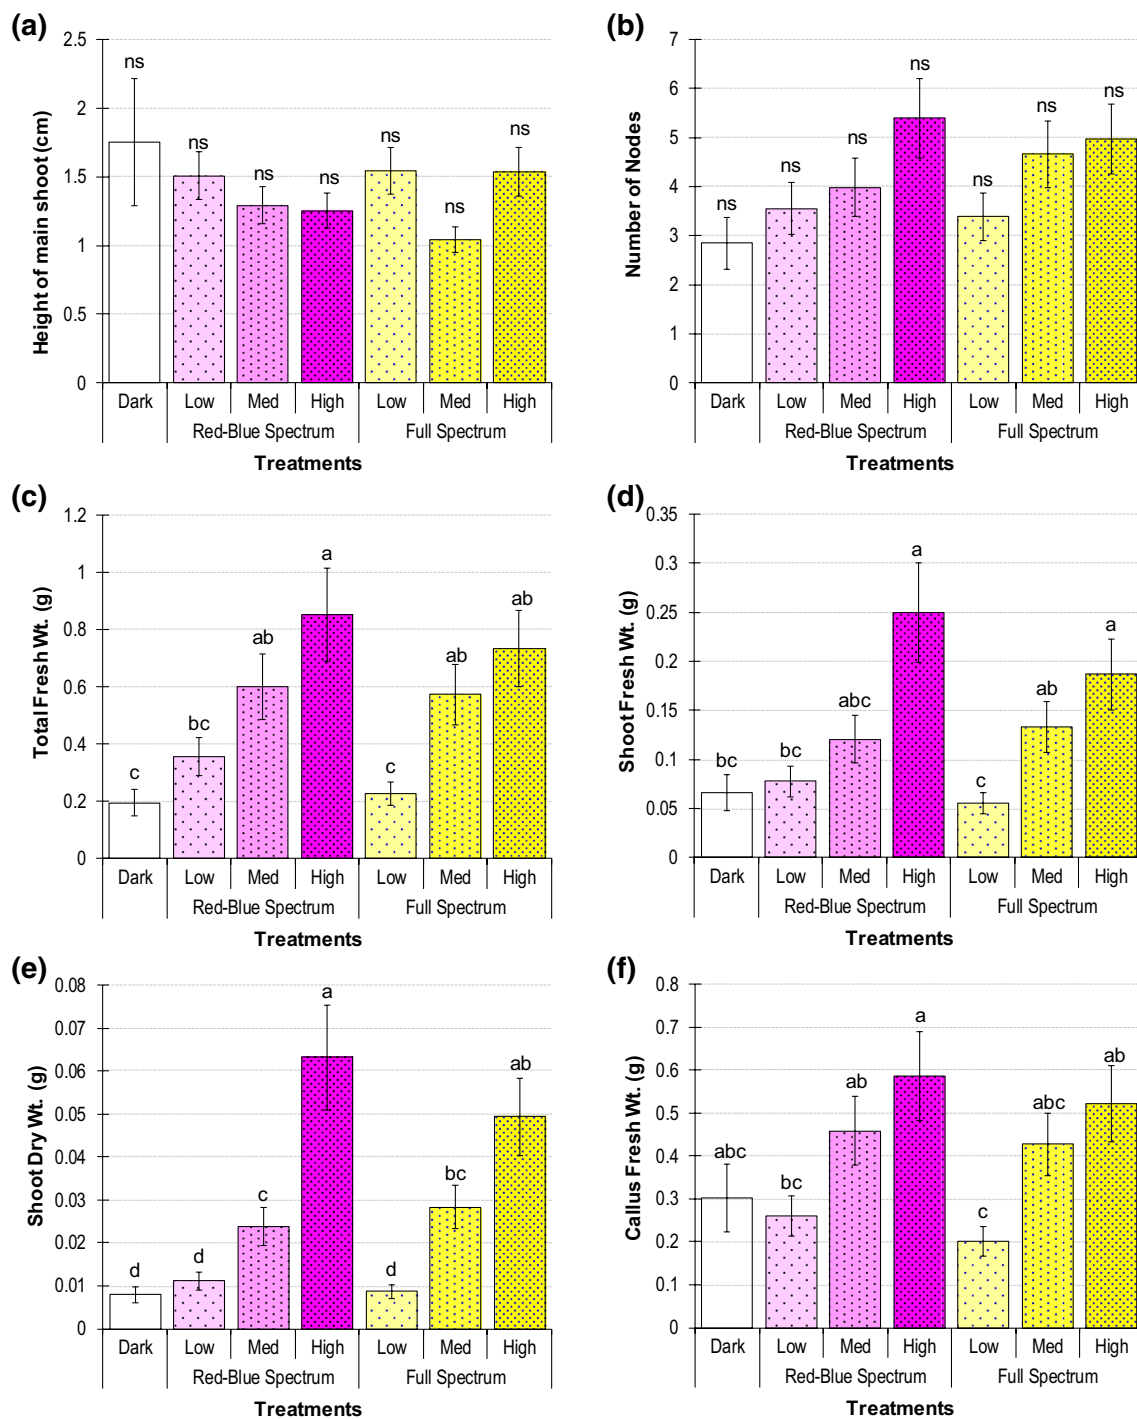 (a)
Height of main shoot (cm)
2.5
2
1.5
1
0.5
0
ns
ns
ns
ns
ns
ns
ns
Dark Low Med High Low Med High
Red-Blue Spectrum Full Spectrum
Treatments
(b)
Number of Nodes
7
6
5
4
3
2
1
0
ns
ns
ns
ns
ns
ns
ns
Dark Low Med High Low Med High
Red-Blue Spectrum Full Spectrum
Treatments
(c)
Total Fresh Wt. (g)
1.2
1
0.8
0.6
0.4
0.2
0
c
bc
ab
a
c
ab
ab
Dark Low Med High Low Med High
Red-Blue Spectrum Full Spectrum
Treatments
(d)
Shoot Fresh Wt. (g)
0.35
0.3
0.25
0.2
0.15
0.1
0.05
0
bc
bc
abc
a
c
ab
a
Dark Low Med High Low Med High
Red-Blue Spectrum Full Spectrum
Treatments
(e)
Shoot Dry Wt. (g)
0.08
0.07
0.06
0.05
0.04
0.03
0.02
0.01
0
d
d
c
a
d
bc
ab
Dark Low Med High Low Med High
Red-Blue Spectrum Full Spectrum
Treatments
(f)
Callus Fresh Wt. (g)
0.8
0.7
0.6
0.5
0.4
0.3
0.2
0.1
0
abc
bc
ab
a
c
abc
ab
Dark Low Med High Low Med High
Red-Blue Spectrum Full Spectrum
Treatments